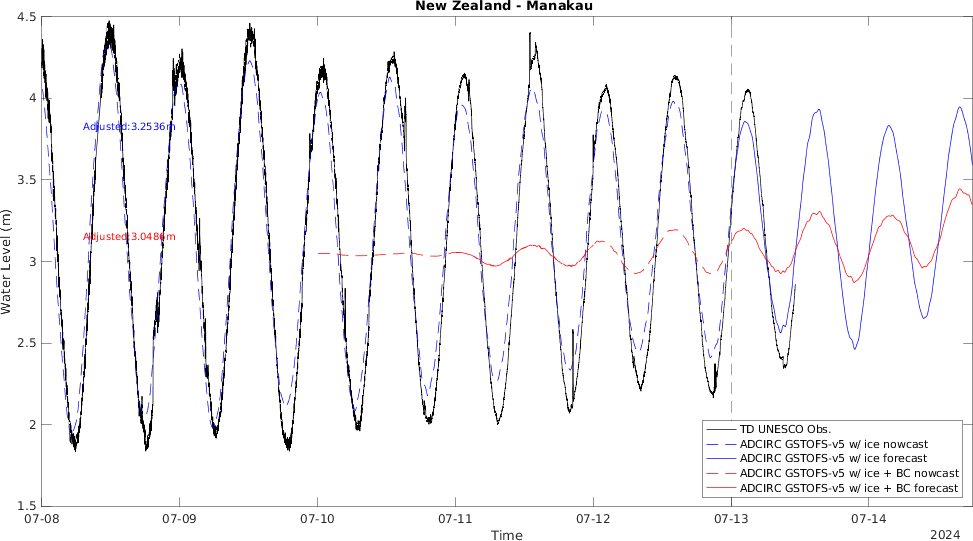 New Zealand - Manakau
4.5
4
3.5
3
2.5
2
1.5
Water Level (m)
Adjusted:3.2536m
Adjusted:3.0486m
TD UNESCO Obs.
ADCIRC GSTOFS-v5 w/ ice nowcast
ADCIRC GSTOFS-v5 w/ ice forecast
ADCIRC GSTOFS-v5 w/ ice + BC nowcast
ADCIRC GSTOFS-v5 w/ ice + BC forecast
07-08 07-09 07-10 07-11 07-12 07-13 07-14
Time
2024